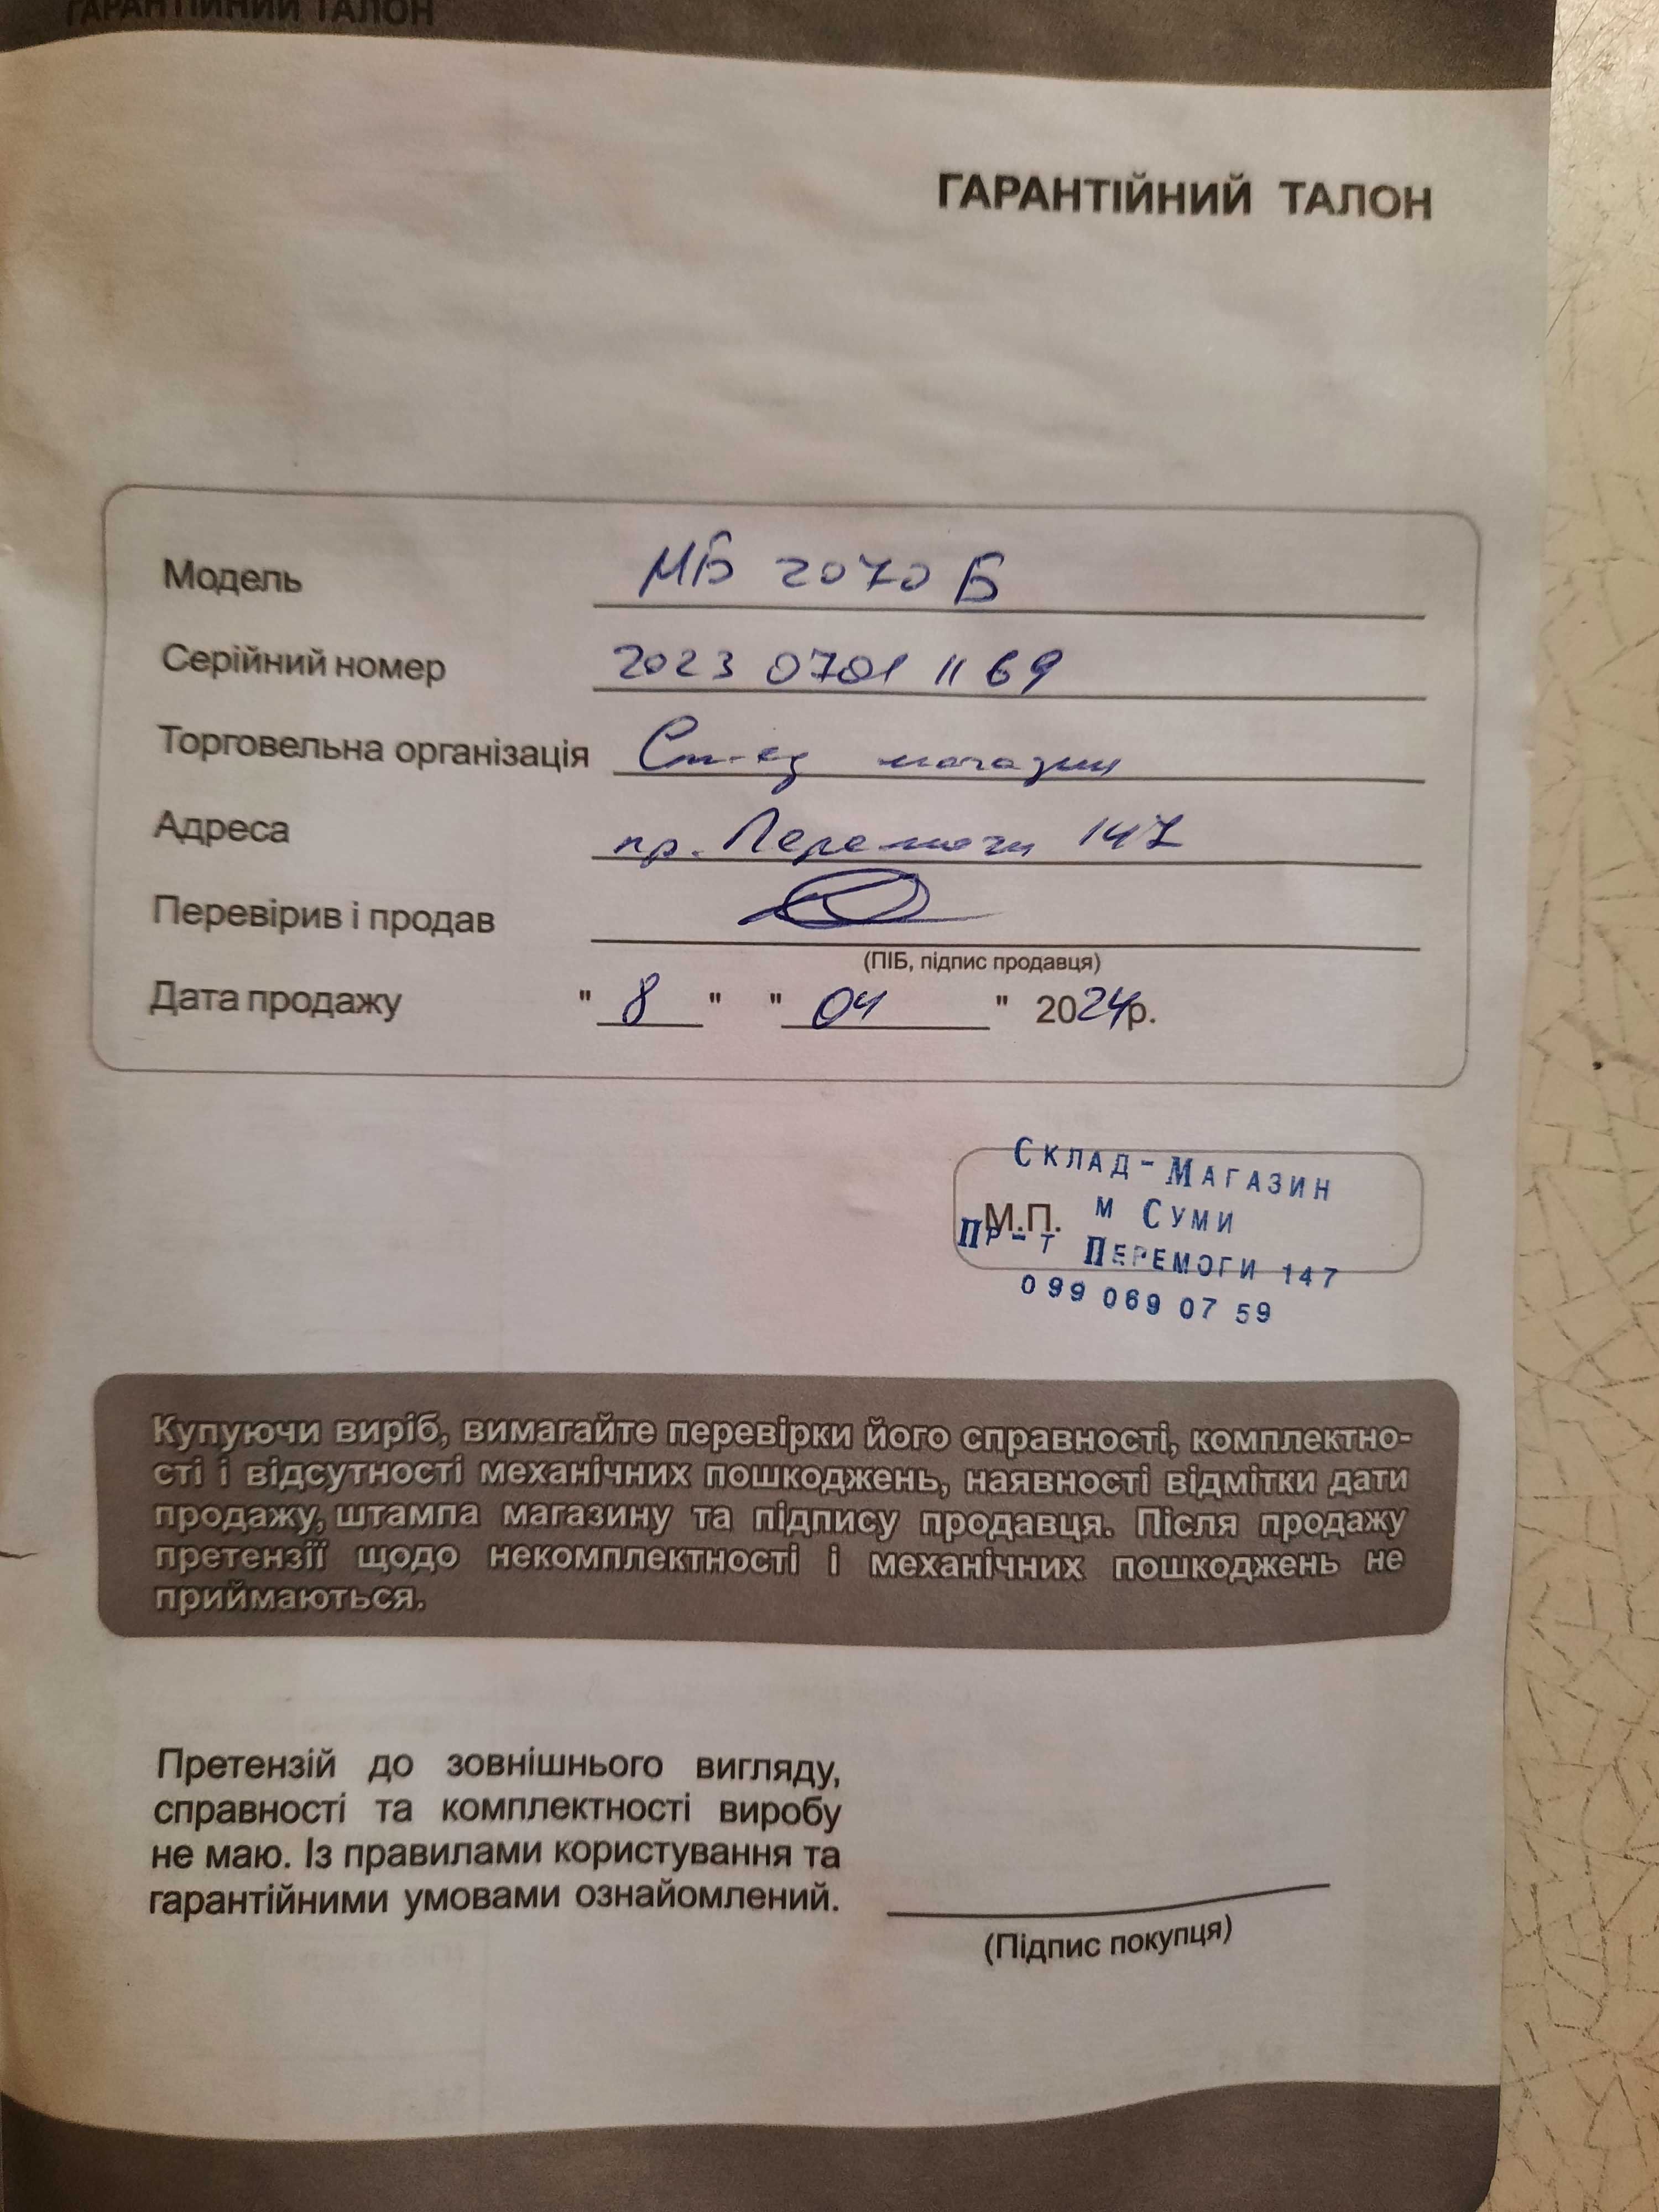 ГАРАНТІЙНИЙ ТАЛОН
ГАРАНТІЙНИЙ ТАЛОН
Модель МБ 2070 Б
Серійний номер 2023 0701 1169
Торговельна організація магазин
Адреса пр. Перемоги 147
Перевірив і продав
(ПІБ, підпис продавця)
Дата продажу " 8 " " 04 " 2024р.
СКЛАД-МАГАЗИН
М.П. М СУМИ
ПР-Т ПЕРЕМОГИ 147
099 069 07 59
Купуючи виріб, вимагайте перевірки його справності, комплектно-
сті і відсутності механічних пошкоджень, наявності відмітки дати
продажу, штампа магазину та підпису продавця. Після продажу
претензії щодо некомплектності і механічних пошкоджень не
приймаються.
Претензій до зовнішнього вигляду,
справності та комплектності виробу
не маю. Із правилами користування та
гарантійними умовами ознайомлений.
(Підпис покупця)